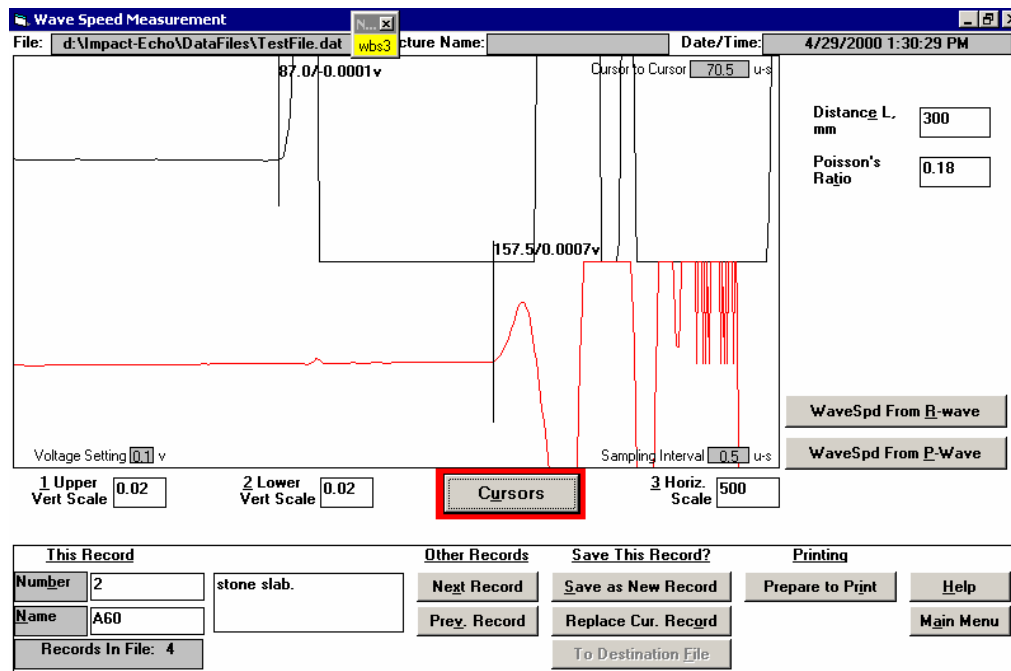 Wave Speed Measurement
N...
wbs3
File: d:\Impact-Echo\DataFiles\TestFile.dat cture Name: Date/Time: 4/29/2000 1:30:29 PM
87.0/-0.0001v
Cursor to Cursor 70.5 u-s
Distance L, mm 300
Poisson's Ratio 0.18
157.5/0.0007v
WaveSpd From R-wave
WaveSpd From P-Wave
Voltage Setting 0.1 v
Sampling Interval 0.5 u-s
1 Upper Vert Scale 0.02
2 Lower Vert Scale 0.02
Cursors
3 Horiz. Scale 500
This Record
Other Records
Save This Record?
Printing
Number 2
stone slab.
Next Record
Save as New Record
Prepare to Print
Help
Name A60
Prev. Record
Replace Cur. Record
Main Menu
Records In File: 4
To Destination File